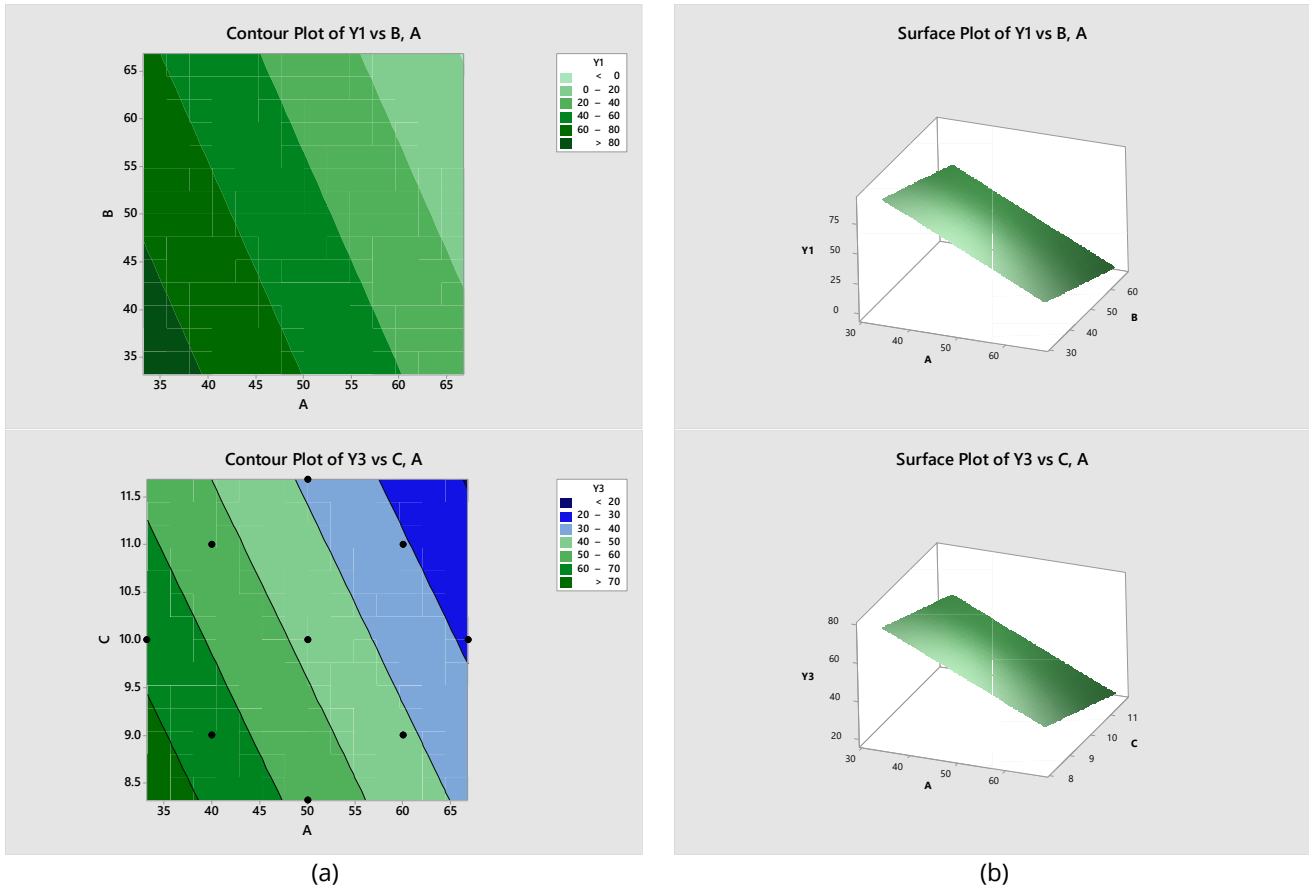 Contour Plot of Y1 vs B, A
65
60
55
50
45
40
35
B
35 40 45 50 55 60 65
A
Y1
< 0
0 – 20
20 – 40
40 – 60
60 – 80
> 80
Surface Plot of Y1 vs B, A
75
50
25
0
Y1
30 40 50 60
A
30 40 50 60
B
Contour Plot of Y3 vs C, A
11.5
11.0
10.5
10.0
9.5
9.0
8.5
C
35 40 45 50 55 60 65
A
Y3
< 20
20 – 30
30 – 40
40 – 50
50 – 60
60 – 70
> 70
Surface Plot of Y3 vs C, A
80
60
40
20
Y3
30 40 50 60
A
8 9 10 11
C
(a)
(b)